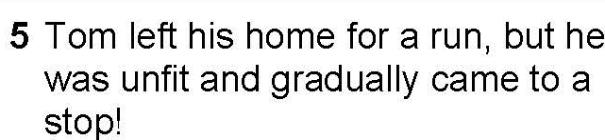 5 Tom left his home for a run, but he
was unfit and gradually came to a
stop!